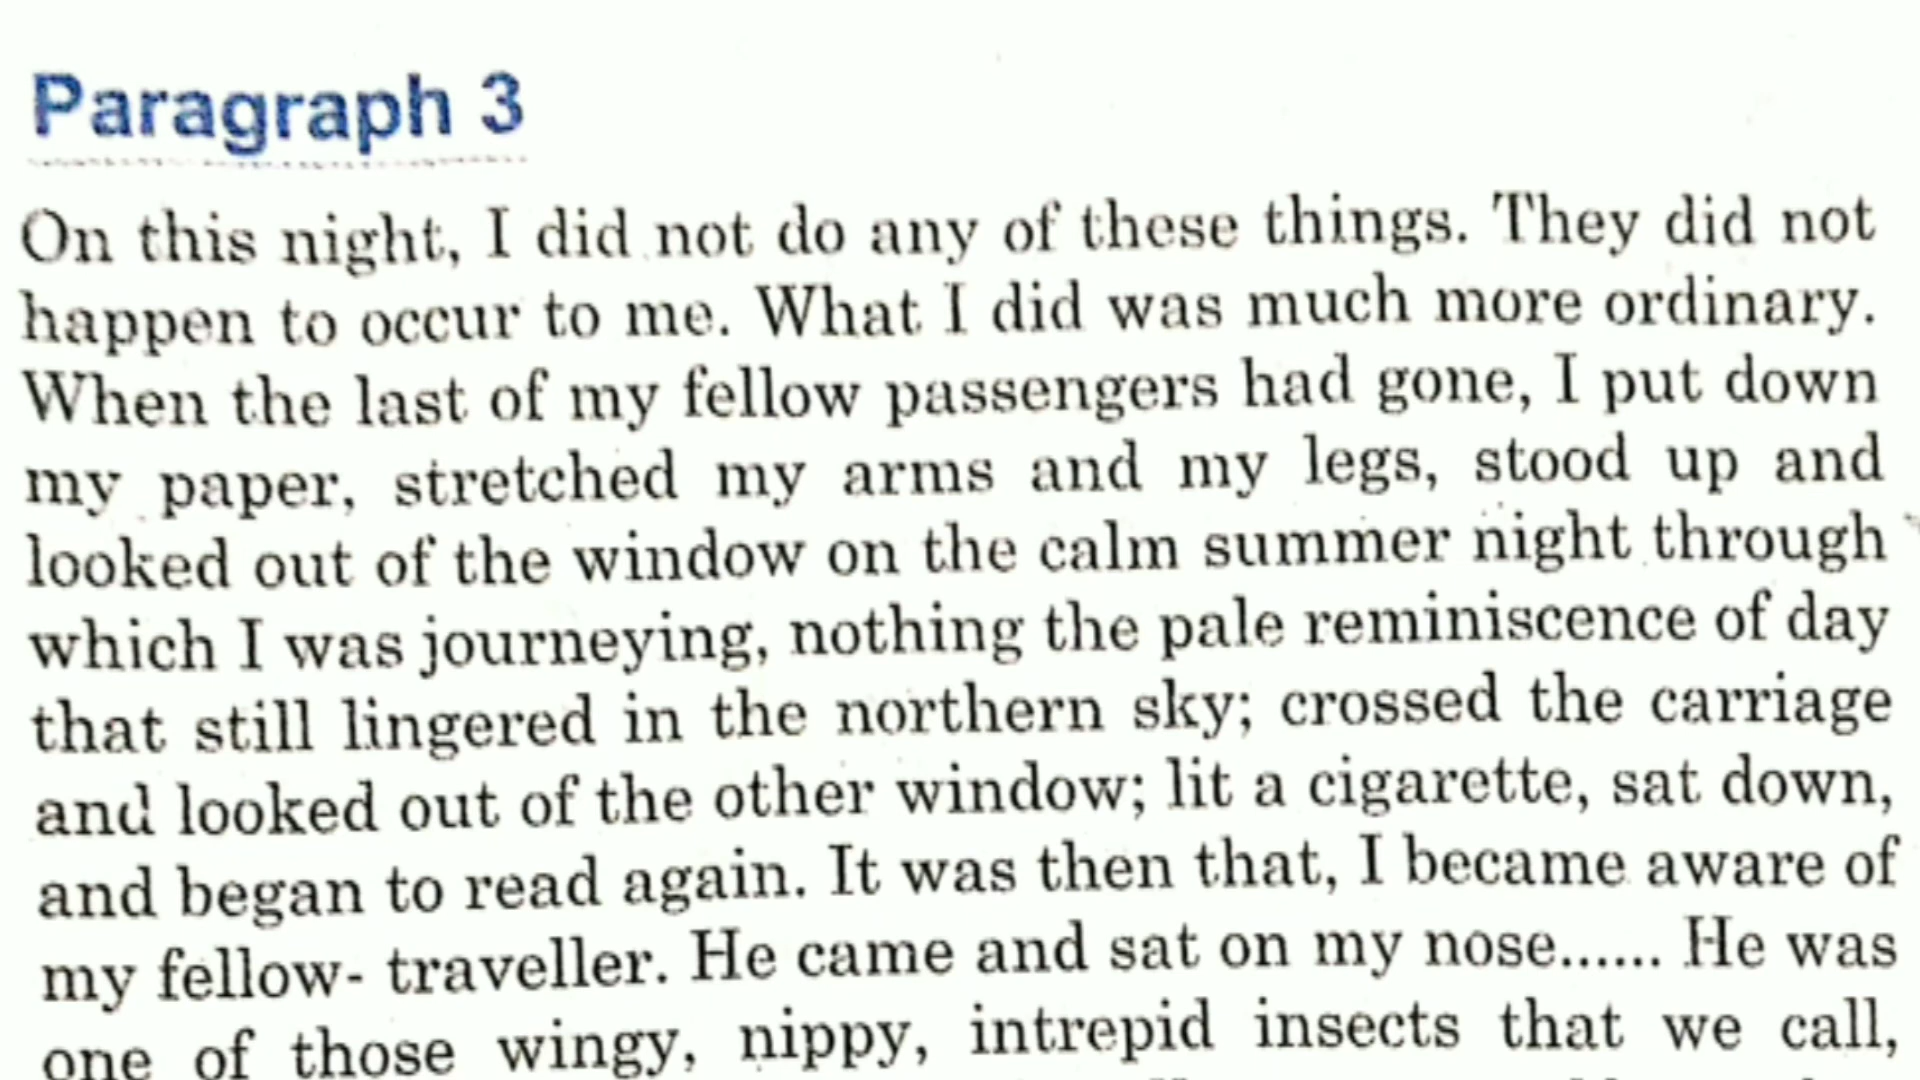 Paragraph 3
On this night, I did not do any of these things. They did not
happen to occur to me. What I did was much more ordinary.
When the last of my fellow passengers had gone, I put down
my paper, stretched my arms and my legs, stood up and
looked out of the window on the calm summer night through
which I was journeying, nothing the pale reminiscence of day
that still lingered in the northern sky; crossed the carriage
and looked out of the other window; lit a cigarette, sat down,
and began to read again. It was then that, I became aware of
my fellow- traveller. He came and sat on my nose...... He was
one of those wingy, nippy, intrepid insects that we call,